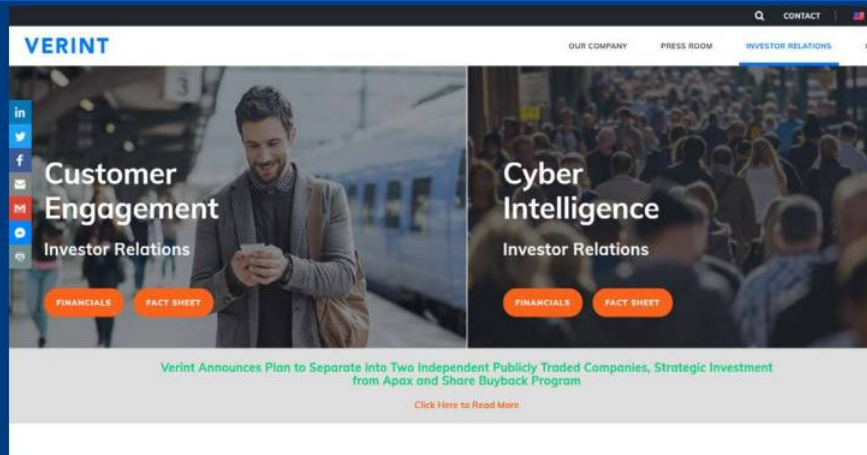 CONTACT
VERINT
OUR COMPANY
PRESS ROOM
INVESTOR RELATIONS
3
Customer
Engagement
Investor Relations
FINANCIALS
FACT SHEET
Cyber
Intelligence
Investor Relations
FINANCIALS
FACT SHEET
Verint Announces Plan to Separate into Two Independent Publicly Traded Companies, Strategic Investment
from Apax and Share Buyback Program
Click Here to Read More